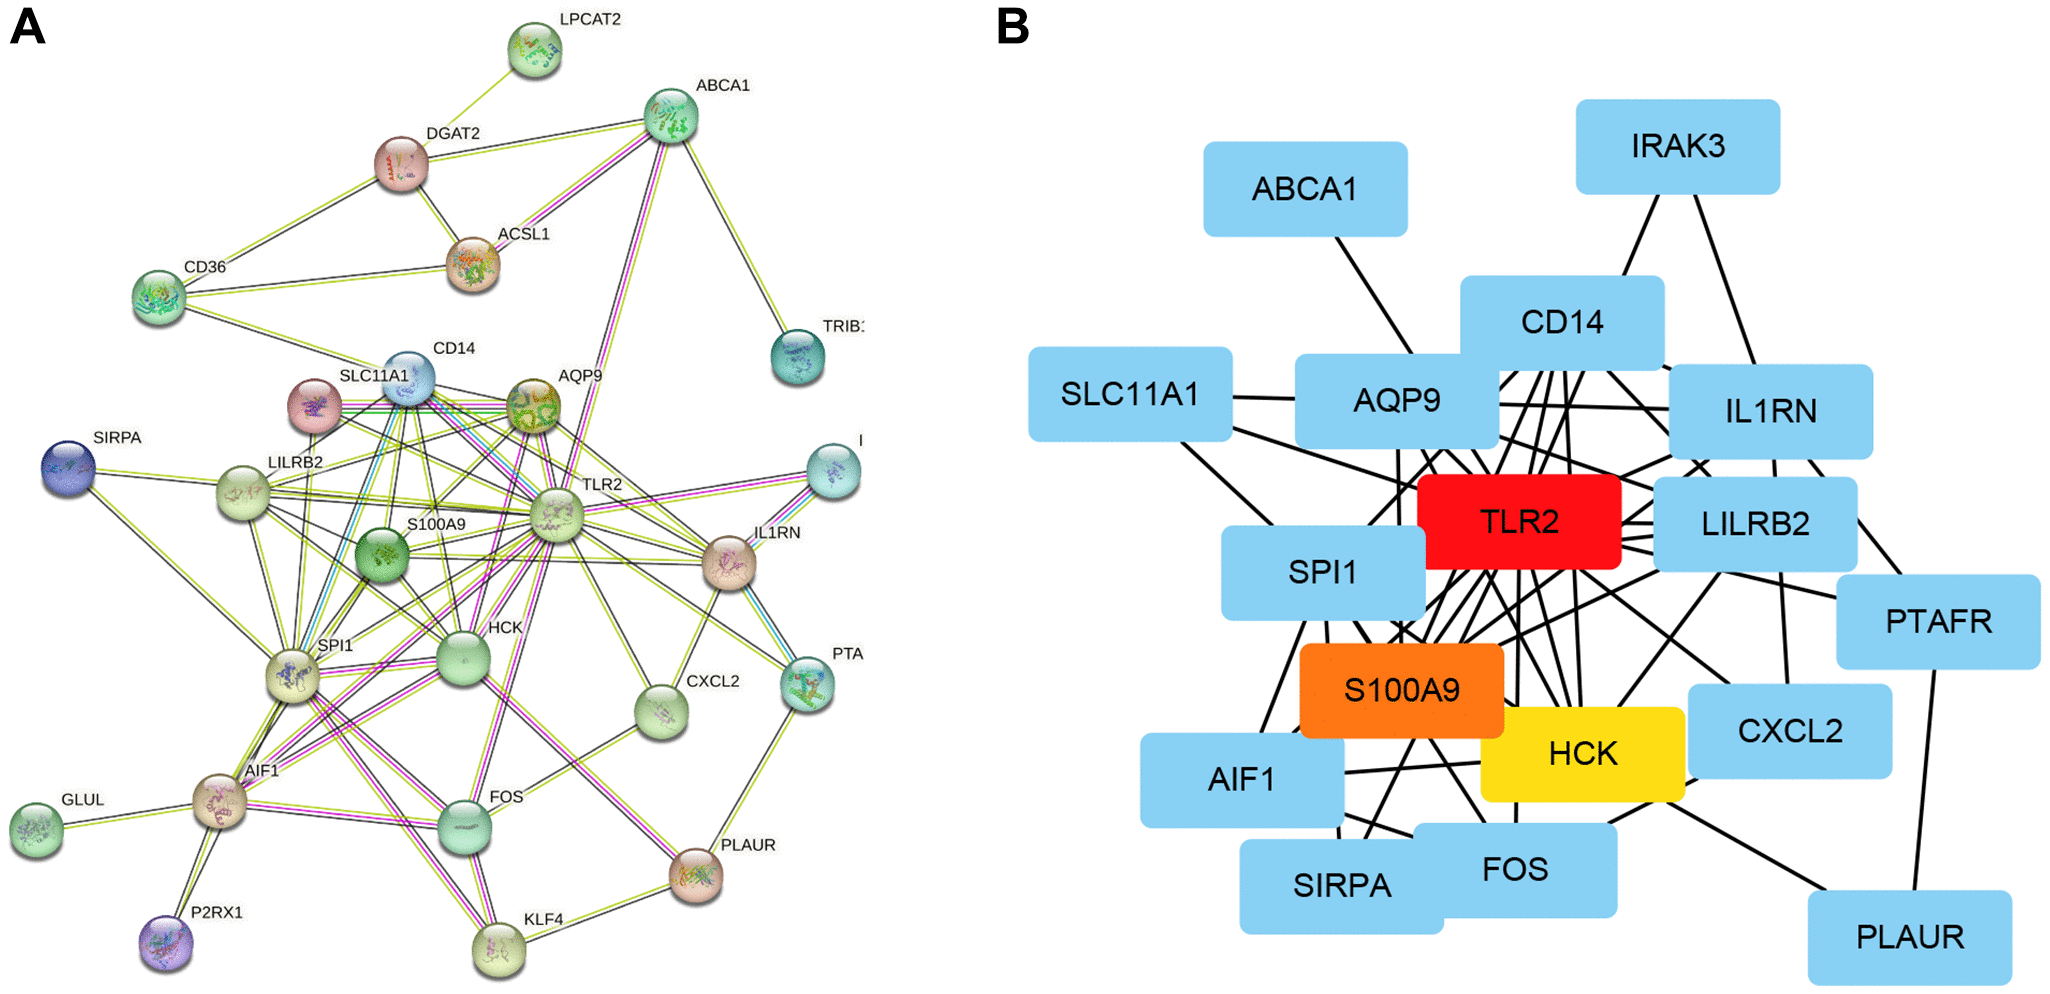 A
B
LPCAT2
ABCA1
DGAT2
ACSL1
CD36
TRIB
CD14
SLC11A1
AQP9
SIRPA
LILRB2
TLR2
I
S100A9
IL1RN
HCK
SPI1
PTA
CXCL2
AIF1
GLUL
FOS
PLAUR
P2RX1
KLF4
IRAK3
ABCA1
CD14
SLC11A1
AQP9
IL1RN
TLR2
LILRB2
SPI1
PTAFR
S100A9
CXCL2
HCK
AIF1
FOS
SIRPA
PLAUR